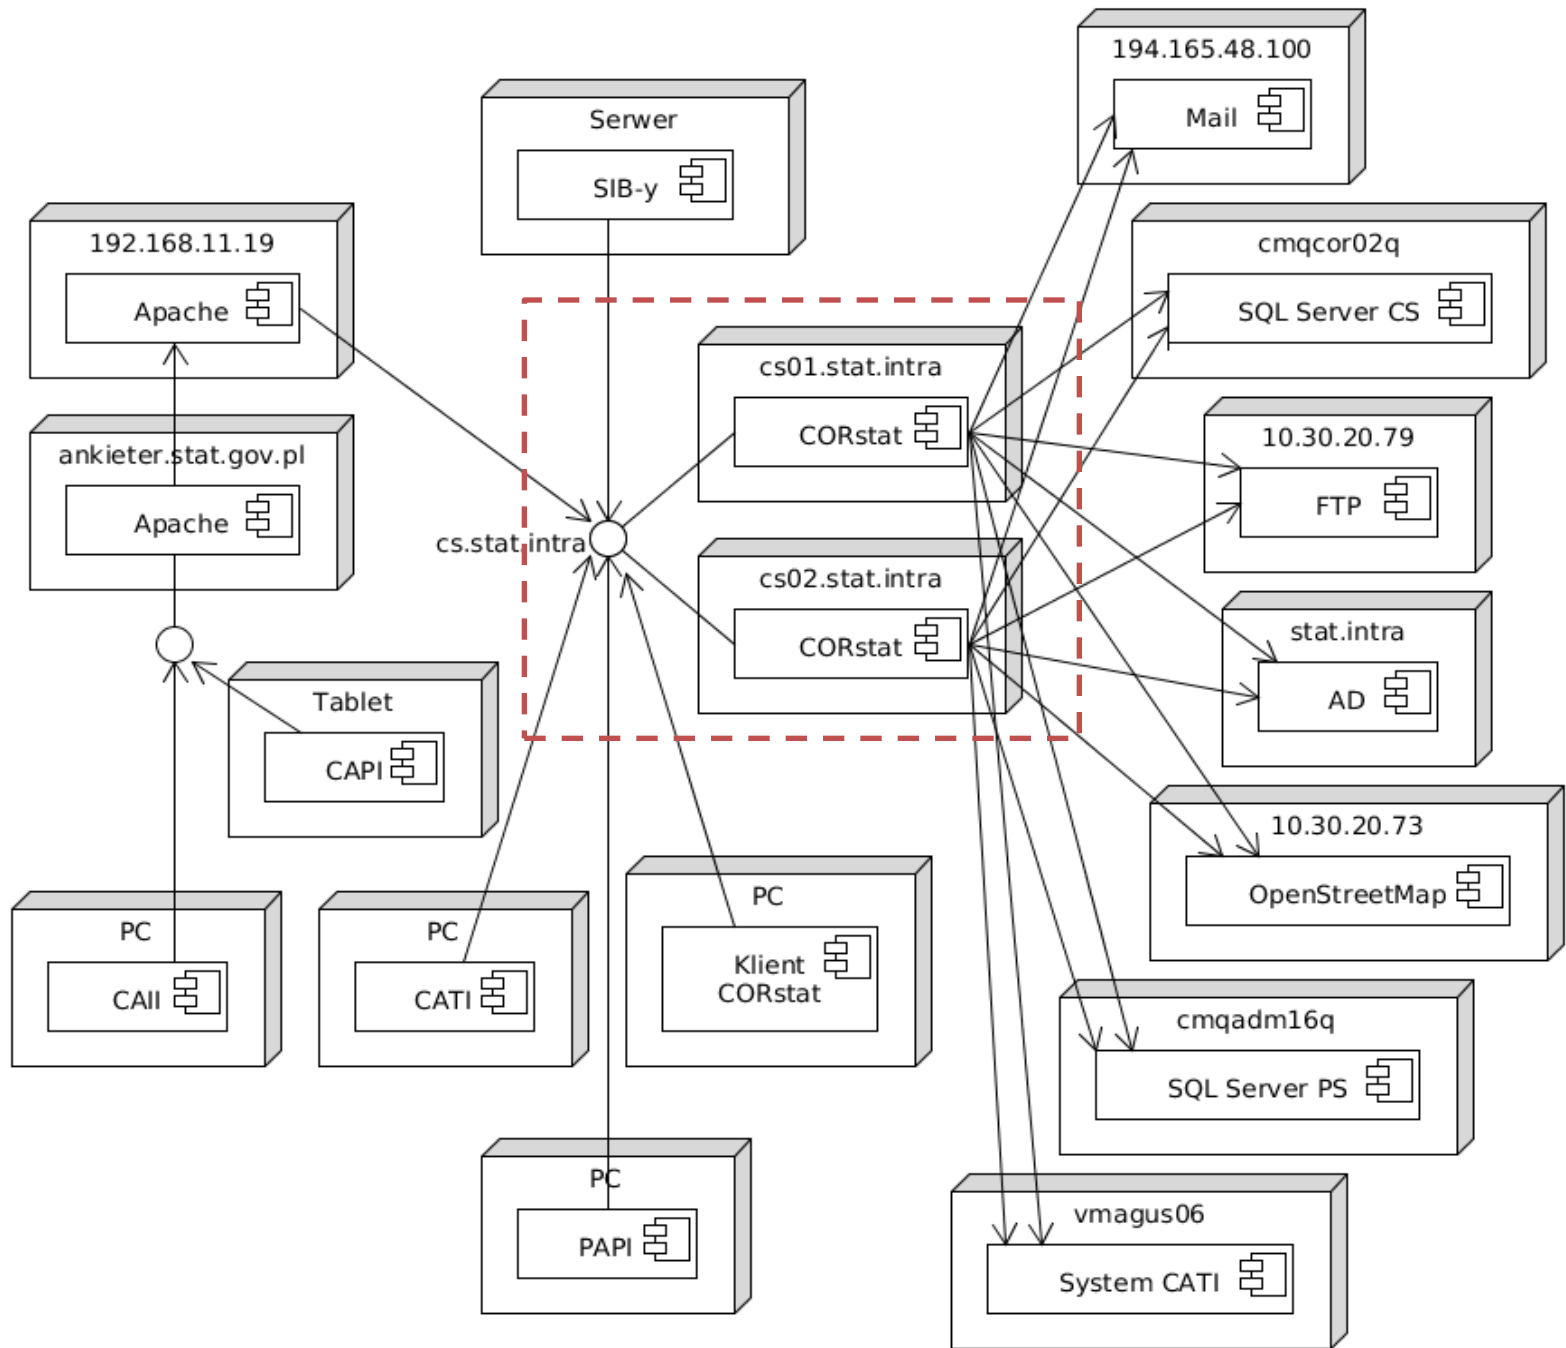 194.165.48.100
Mail
Serwer
SIB-y
192.168.11.19
Apache
cmqcor02q
SQL Server CS
cs01.stat.intra
CORstat
10.30.20.79
FTP
ankieter.stat.gov.pl
Apache
cs.stat.intra
cs02.stat.intra
CORstat
stat.intra
AD
Tablet
CAPI
10.30.20.73
OpenStreetMap
PC
CAII
PC
CATI
PC
Klient
CORstat
cmqadm16q
SQL Server PS
PC
PAPI
vmagus06
System CATI